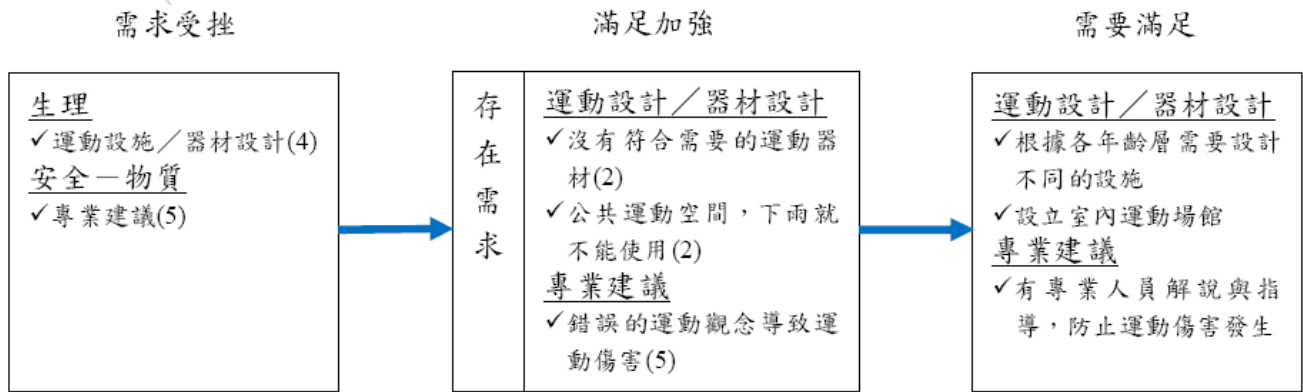 需求受挫
滿足加強
需要滿足
生理
✓運動設施／器材設計(4)
安全－物質
✓專業建議(5)
存
在
需
求
運動設計／器材設計
✓沒有符合需要的運動器
材(2)
✓公共運動空間，下雨就
不能使用(2)
專業建議
✓錯誤的運動觀念導致運
動傷害(5)
運動設計／器材設計
✓根據各年齡層需要設計
不同的設施
✓設立室內運動場館
專業建議
✓有專業人員解說與指
導，防止運動傷害發生